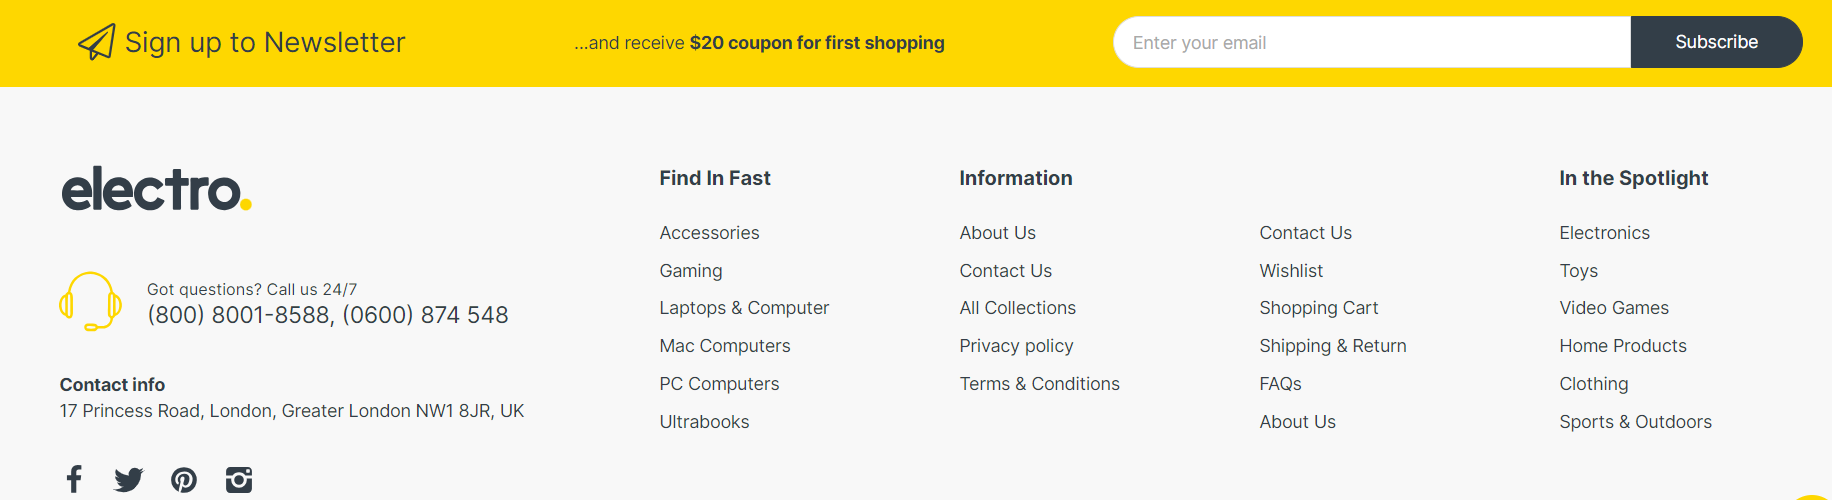 Sign up to Newsletter
...and receive $20 coupon for first shopping
Enter your email
Subscribe
electro.
Got questions? Call us 24/7
(800) 8001-8588, (0600) 874 548
Contact info
17 Princess Road, London, Greater London NW1 8JR, UK
Find In Fast
Accessories
Gaming
Laptops & Computer
Mac Computers
PC Computers
Ultrabooks
Information
About Us
Contact Us
All Collections
Privacy policy
Terms & Conditions
Contact Us
Wishlist
Shopping Cart
Shipping & Return
FAQs
About Us
In the Spotlight
Electronics
Toys
Video Games
Home Products
Clothing
Sports & Outdoors